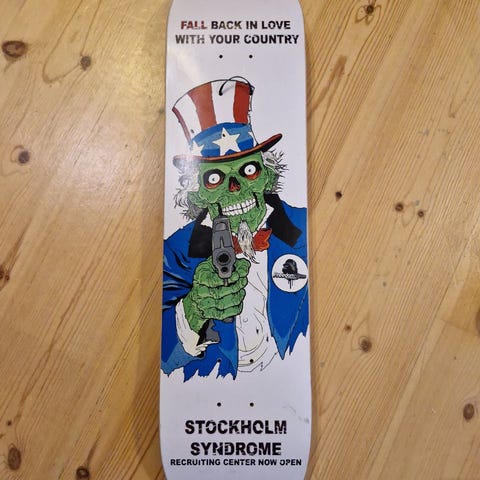 FALL BACK IN LOVE
WITH YOUR COUNTRY
STOCKHOLM
SYNDROME
RECRUITING CENTER NOW OPEN